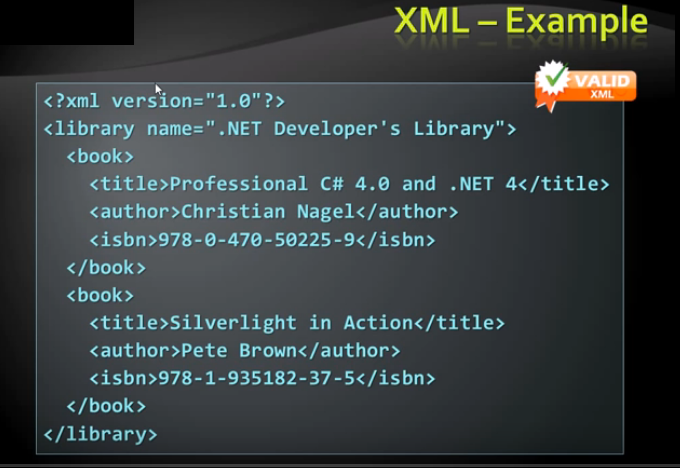 XML – Example
VALID
XML
<?xml version="1.0"?>
<library name=".NET Developer's Library">
<book>
<title>Professional C# 4.0 and .NET 4</title>
<author>Christian Nagel</author>
<isbn>978-0-470-50225-9</isbn>
</book>
<book>
<title>Silverlight in Action</title>
<author>Pete Brown</author>
<isbn>978-1-935182-37-5</isbn>
</book>
</library>